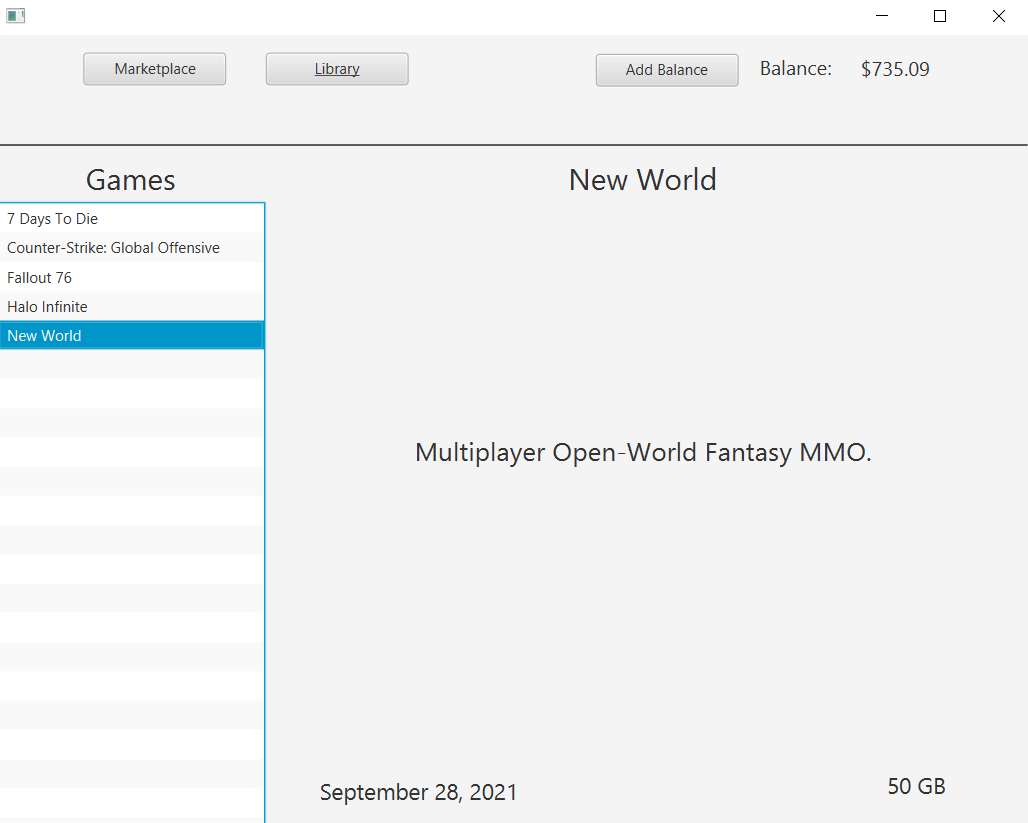 Marketplace
Library
Add Balance
Balance:
$735.09
Games
7 Days To Die
Counter-Strike: Global Offensive
Fallout 76
Halo Infinite
New World
New World
Multiplayer Open-World Fantasy MMO.
September 28, 2021
50 GB